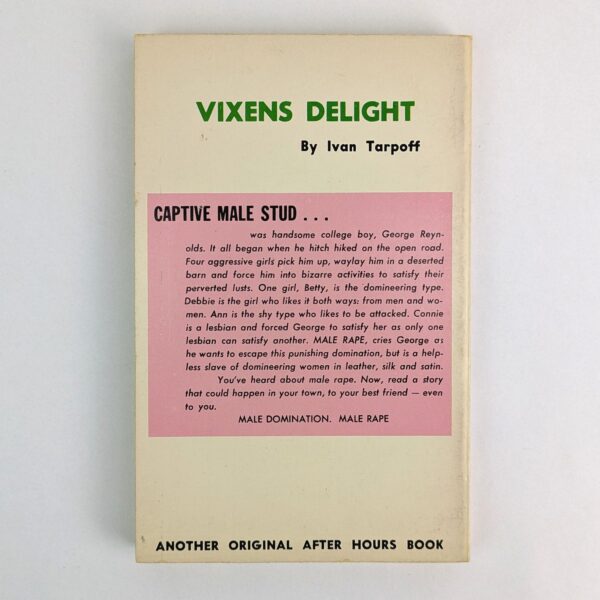 VIXENS DELIGHT
By Ivan Tarpoff
CAPTIVE MALE STUD . . .
was handsome college boy, George Reyn-
olds. It all began when he hitch hiked on the open road.
Four aggressive girls pick him up, waylay him in a deserted
barn and force him into bizarre activities to satisfy their
perverted lusts. One girl, Betty, is the domineering type.
Debbie is the girl who likes it both ways: from men and wo-
men. Ann is the shy type who likes to be attacked. Connie
is a lesbian and forced George to satisfy her as only one
lesbian can satisfy another. MALE RAPE, cries George as
he wants to escape this punishing domination, but is a help-
less slave of domineering women in leather, silk and satin.
You've heard about male rape. Now, read a story
that could happen in your town, to your best friend — even
to you.
MALE DOMINATION. MALE RAPE
ANOTHER ORIGINAL AFTER HOURS BOOK